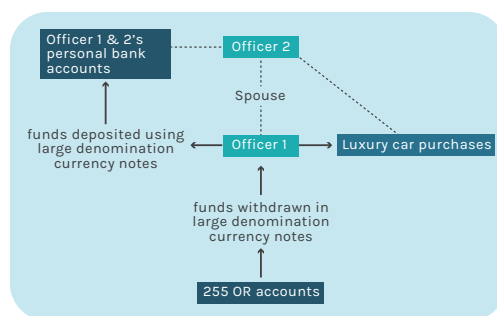 Officer 1 & 2's
personal bank
accounts
Officer 2
Spouse
funds deposited using
large denomination
currency notes
Officer 1
Luxury car purchases
funds withdrawn in
large denomination
currency notes
255 OR accounts